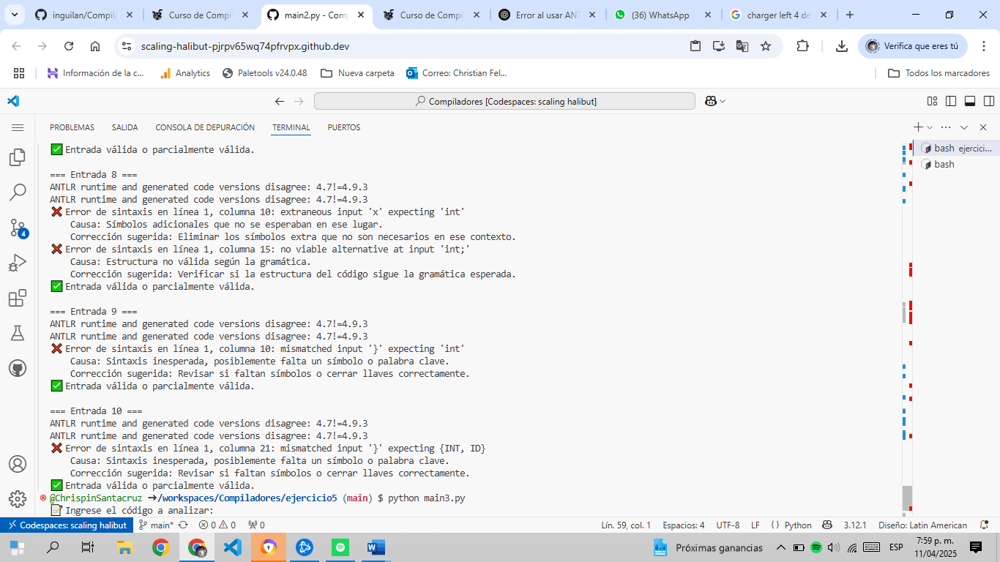 inguilan/Compila
Curso de Compil
main2.py - Comp
Curso de Compil
Error al usar ANT
(36) WhatsApp
charger left 4 de
scaling-halibut-pjrpv65wq74pfrvpx.github.dev
Verifica que eres tú
Información de la c...
Analytics
Paletools v24.0.48
Nueva carpeta
Correo: Christian Fel...
Todos los marcadores
Compiladores [Codespaces: scaling halibut]
PROBLEMAS
SALIDA
CONSOLA DE DEPURACIÓN
TERMINAL
PUERTOS
✅ Entrada válida o parcialmente válida.
=== Entrada 8 ===
ANTLR runtime and generated code versions disagree: 4.7!=4.9.3
ANTLR runtime and generated code versions disagree: 4.7!=4.9.3
❌ Error de sintaxis en línea 1, columna 10: extraneous input 'x' expecting 'int'
Causa: Símbolos adicionales que no se esperaban en ese lugar.
Corrección sugerida: Eliminar los símbolos extra que no son necesarios en ese contexto.
❌ Error de sintaxis en línea 1, columna 15: no viable alternative at input 'int;'
Causa: Estructura no válida según la gramática.
Corrección sugerida: Verificar si la estructura del código sigue la gramática esperada.
✅ Entrada válida o parcialmente válida.
=== Entrada 9 ===
ANTLR runtime and generated code versions disagree: 4.7!=4.9.3
ANTLR runtime and generated code versions disagree: 4.7!=4.9.3
❌ Error de sintaxis en línea 1, columna 10: mismatched input '}' expecting 'int'
Causa: Sintaxis inesperada, posiblemente falta un símbolo o palabra clave.
Corrección sugerida: Revisar si faltan símbolos o cerrar llaves correctamente.
✅ Entrada válida o parcialmente válida.
=== Entrada 10 ===
ANTLR runtime and generated code versions disagree: 4.7!=4.9.3
ANTLR runtime and generated code versions disagree: 4.7!=4.9.3
❌ Error de sintaxis en línea 1, columna 21: mismatched input '}' expecting {INT, ID}
Causa: Sintaxis inesperada, posiblemente falta un símbolo o palabra clave.
Corrección sugerida: Revisar si faltan símbolos o cerrar llaves correctamente.
✅ Entrada válida o parcialmente válida.
@ChrispinSantacruz ➜/workspaces/Compiladores/ejercicio5 (main) $ python main3.py
📝 Ingrese el código a analizar:
bash ejercici...
bash
4
Codespaces: scaling halibut
main*
0
0
0
Lín. 59, col. 1
Espacios: 4
UTF-8
LF
{ } Python
3.12.1
Diseño: Latin American
Próximas ganancias
ESP
7:59 p. m.
11/04/2025